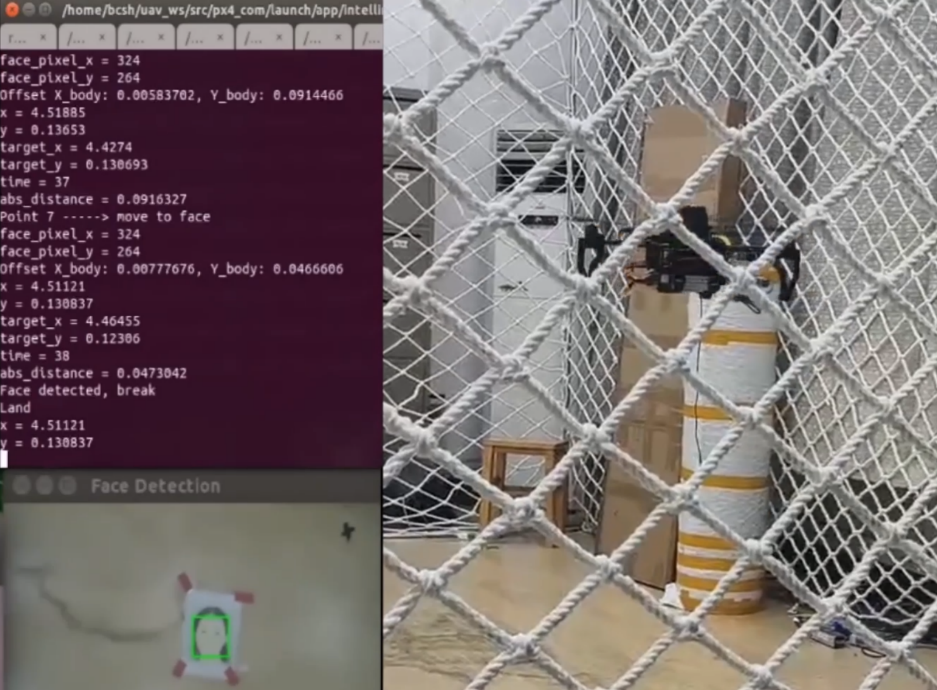 /home/bcsh/uav_ws/src/px4_com/launch/app/intelli
r... × /... × /... × /... × /... × /... × /...
face_pixel_x = 324
face_pixel_y = 264
Offset X_body: 0.00583702, Y_body: 0.0914466
x = 4.51885
y = 0.13653
target_x = 4.4274
target_y = 0.130693
time = 37
abs_distance = 0.0916327
Point 7 -----> move to face
face_pixel_x = 324
face_pixel_y = 264
Offset X_body: 0.00777676, Y_body: 0.0466606
x = 4.51121
y = 0.130837
target_x = 4.46455
target_y = 0.12306
time = 38
abs_distance = 0.0473042
Face detected, break
Land
x = 4.51121
y = 0.130837
Face Detection